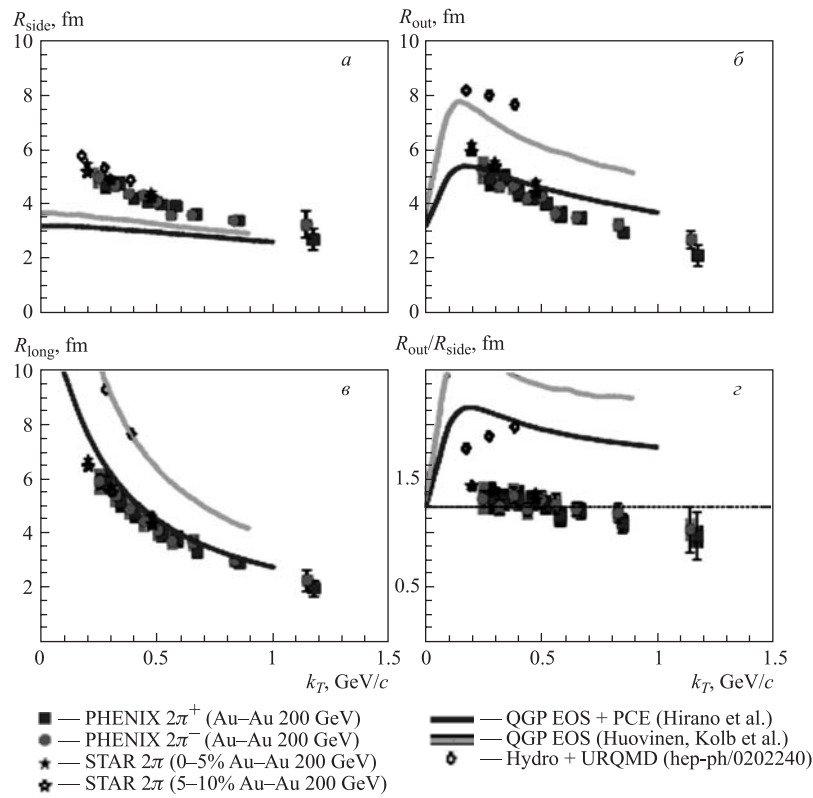 R_side, fm
R_out, fm
10
8
6
4
2
0
а
10
8
6
4
2
0
б
R_long, fm
R_out/R_side, fm
10
8
6
4
2
в
1.5
0.5
г
0 0.5 1 1.5
k_T, GeV/c
0 0.5 1 1.5
k_T, GeV/c
— PHENIX 2π⁺ (Au–Au 200 GeV)
— PHENIX 2π⁻ (Au–Au 200 GeV)
— STAR 2π (0–5% Au–Au 200 GeV)
— STAR 2π (5–10% Au–Au 200 GeV)
— QGP EOS + PCE (Hirano et al.)
— QGP EOS (Huovinen, Kolb et al.)
— Hydro + URQMD (hep-ph/0202240)